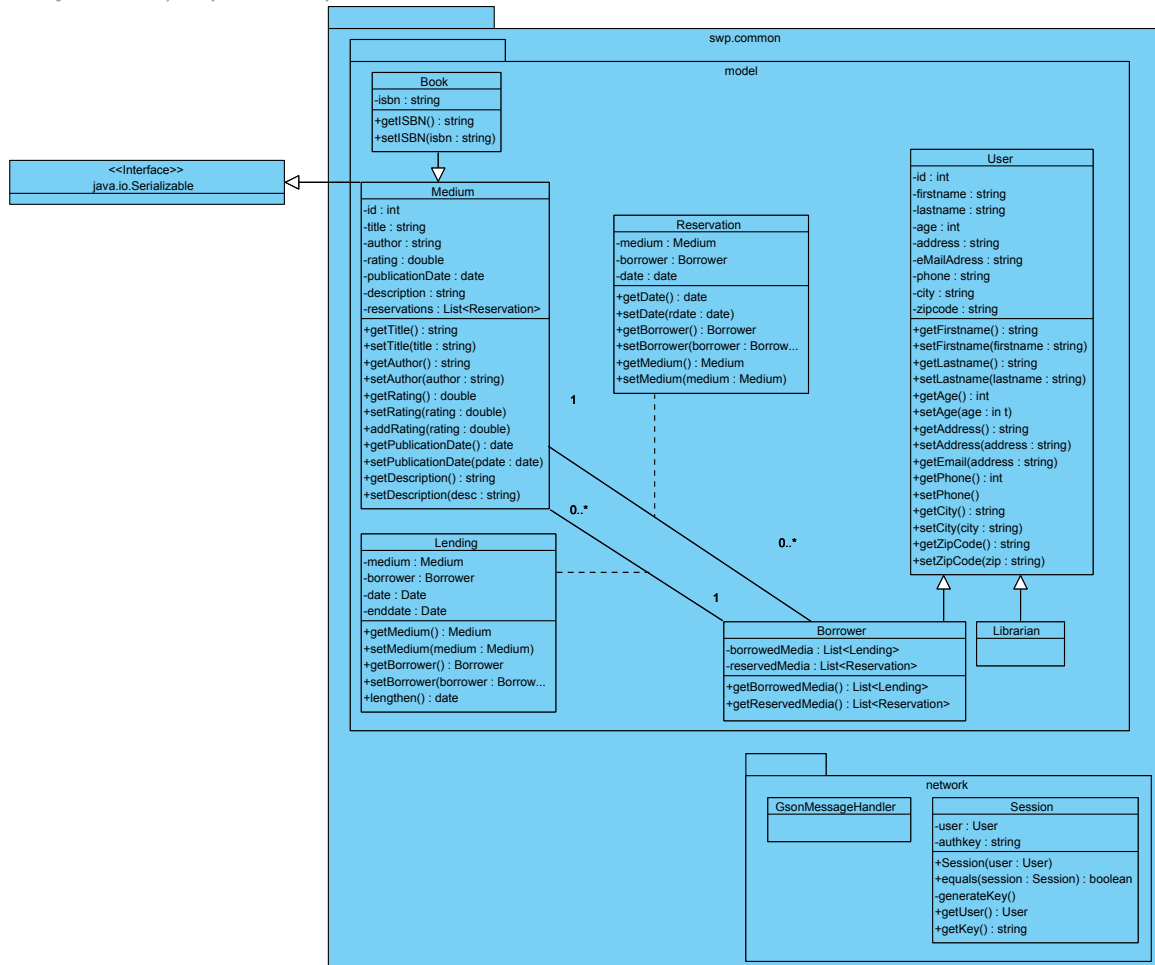 swp.common
model
Book
-isbn : string
+getISBN() : string
+setISBN(isbn : string)
<<Interface>>
java.io.Serializable
Medium
-id : int
-title : string
-author : string
-rating : double
-publicationDate : date
-description : string
-reservations : List<Reservation>
+getTitle() : string
+setTitle(title : string)
+getAuthor() : string
+setAuthor(author : string)
+getRating() : double
+setRating(rating : double)
+addRating(rating : double)
+getPublicationDate() : date
+setPublicationDate(pdate : date)
+getDescription() : string
+setDescription(desc : string)
Reservation
-medium : Medium
-borrower : Borrower
-date : date
+getDate() : date
+setDate(rdate : date)
+getBorrower() : Borrower
+setBorrower(borrower : Borrow...
+getMedium() : Medium
+setMedium(medium : Medium)
User
-id : int
-firstname : string
-lastname : string
-age : int
-address : string
-eMailAdress : string
-phone : string
-city : string
-zipcode : string
+getFirstname() : string
+setFirstname(firstname : string)
+getLastname() : string
+setLastname(lastname : string)
+getAge() : int
+setAge(age : in t)
+getAddress() : string
+setAddress(address : string)
+getEmail(address : string)
+getPhone() : int
+setPhone()
+getCity() : string
+setCity(city : string)
+getZipCode() : string
+setZipCode(zip : string)
1
0..*
0..*
1
Lending
-medium : Medium
-borrower : Borrower
-date : Date
-enddate : Date
+getMedium() : Medium
+setMedium(medium : Medium)
+getBorrower() : Borrower
+setBorrower(borrower : Borrow...
+lengthen() : date
Borrower
-borrowedMedia : List<Lending>
-reservedMedia : List<Reservation>
+getBorrowedMedia() : List<Lending>
+getReservedMedia() : List<Reservation>
Librarian
network
GsonMessageHandler
Session
-user : User
-authkey : string
+Session(user : User)
+equals(session : Session) : boolean
-generateKey()
+getUser() : User
+getKey() : string